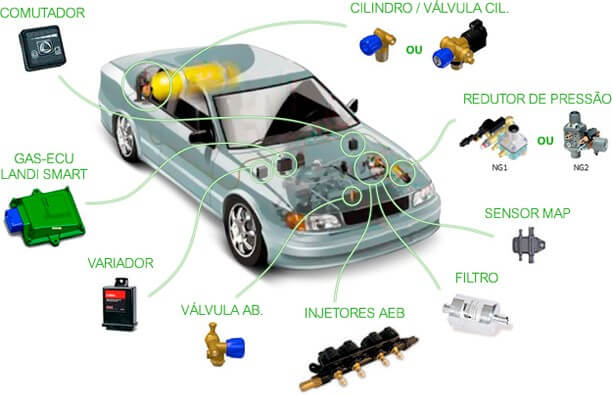 COMUTADOR
CILINDRO / VÁLVULA CIL.
OU
REDUTOR DE PRESSÃO
OU
NG1
NG2
GAS-ECU
LANDI SMART
SENSOR MAP
VARIADOR
FILTRO
VÁLVULA AB.
INJETORES AEB